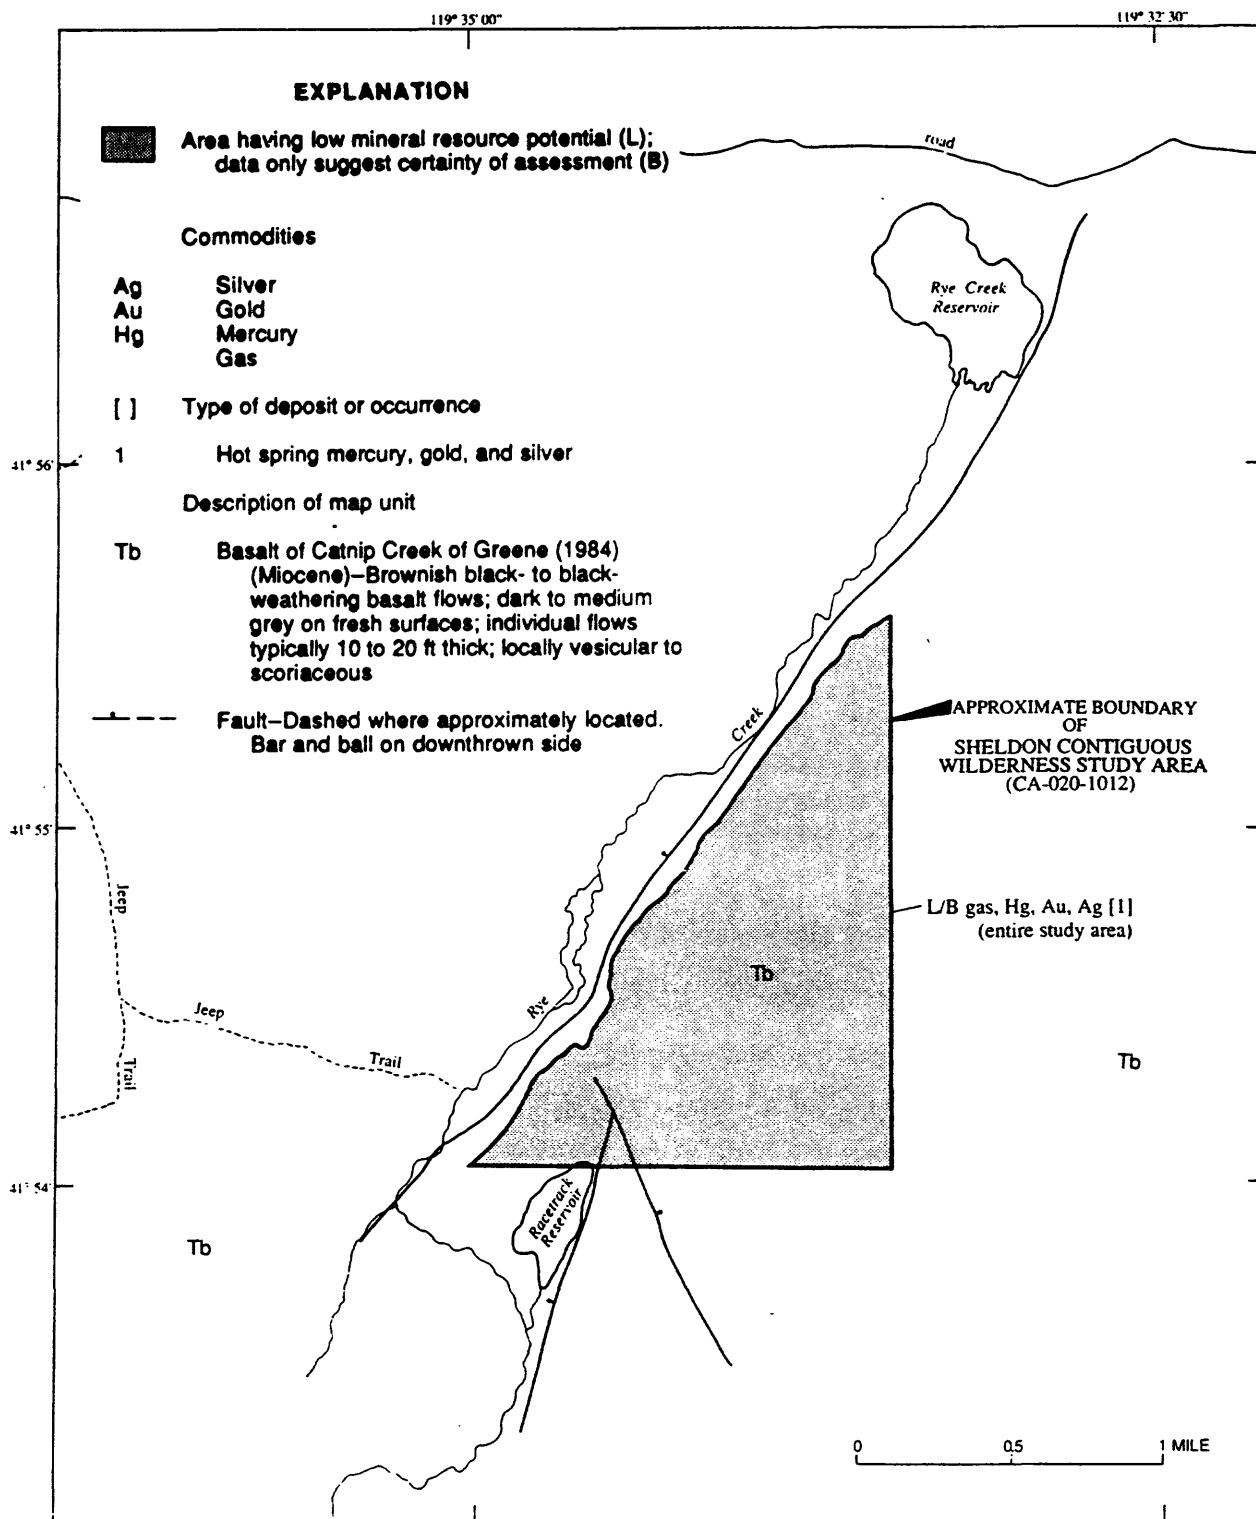 119° 35' 00"
119° 32' 30"
EXPLANATION
Area having low mineral resource potential (L);
data only suggest certainty of assessment (B)
road
Commodities
Ag Silver
Au Gold
Hg Mercury
Gas
Rye Creek
Reservoir
[ ] Type of deposit or occurrence
1 Hot spring mercury, gold, and silver
41° 56'
Description of map unit
Tb Basalt of Catnip Creek of Greene (1984)
(Miocene)–Brownish black- to black-
weathering basalt flows; dark to medium
grey on fresh surfaces; individual flows
typically 10 to 20 ft thick; locally vesicular to
scoriaceous
Fault–Dashed where approximately located.
Bar and ball on downthrown side
Creek
APPROXIMATE BOUNDARY
OF
SHELDON CONTIGUOUS
WILDERNESS STUDY AREA
(CA-020-1012)
41° 55'
Jeep
L/B gas, Hg, Au, Ag [1]
(entire study area)
Tb
Rye
Jeep
Trail
Trail
Tb
41° 54'
Racetrack
Reservoir
Tb
0 0.5 1 MILE